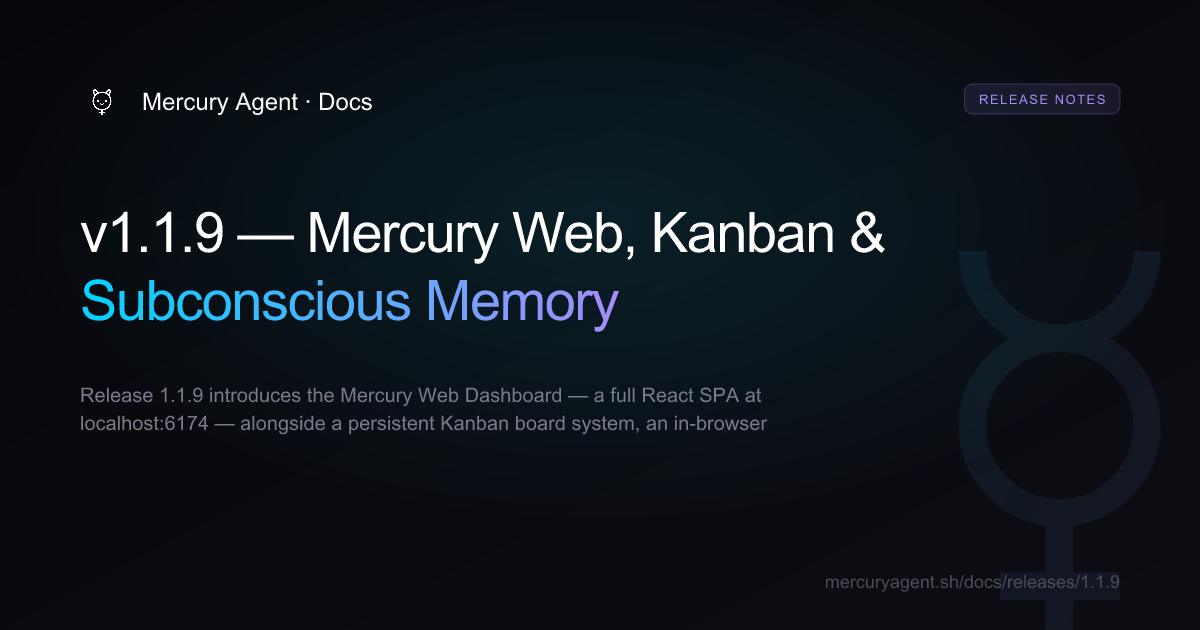 Mercury Agent · Docs
RELEASE NOTES
v1.1.9 — Mercury Web, Kanban &
Subconscious Memory
Release 1.1.9 introduces the Mercury Web Dashboard — a full React SPA at
localhost:6174 — alongside a persistent Kanban board system, an in-browser
mercuryagent.sh/docs/releases/1.1.9